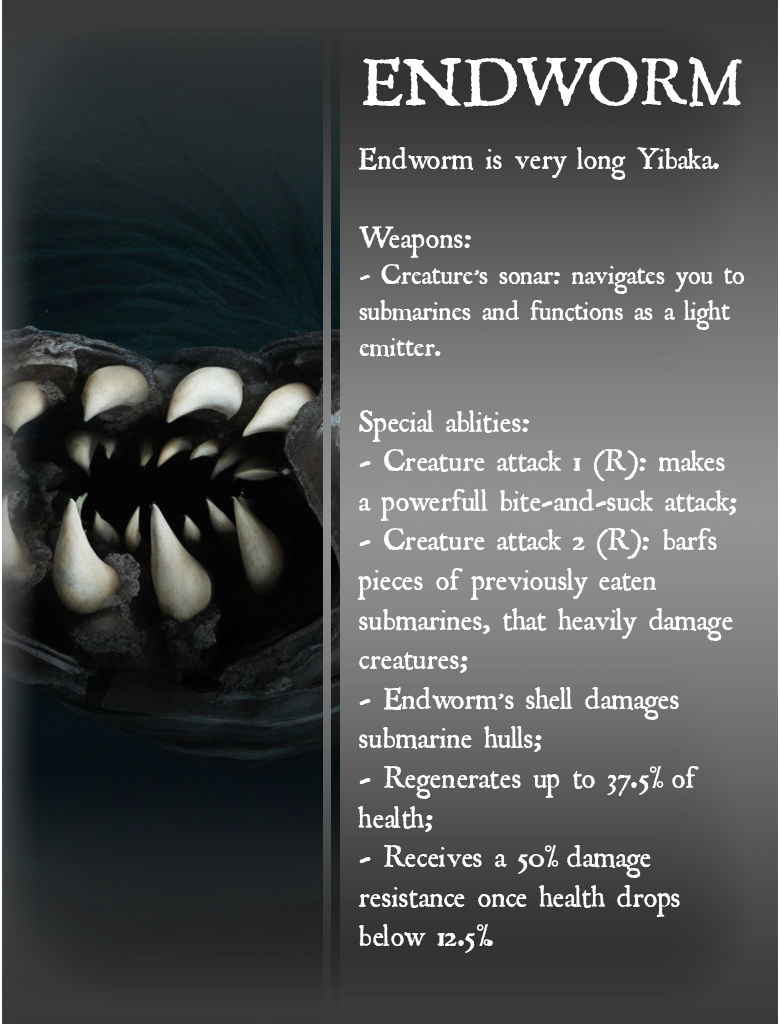 ENDWORM
Endworm is very long Yibaka.
Weapons:
- Creature's sonar: navigates you to
submarines and functions as a light
emitter.
Special ablities:
- Creature attack 1 (R): makes
a powerfull bite-and-suck attack;
- Creature attack 2 (R): barfs
pieces of previously eaten
submarines, that heavily damage
creatures;
- Endworm's shell damages
submarine hulls;
- Regenerates up to 37.5% of
health;
- Receives a 50% damage
resistance once health drops
below 12.5%.